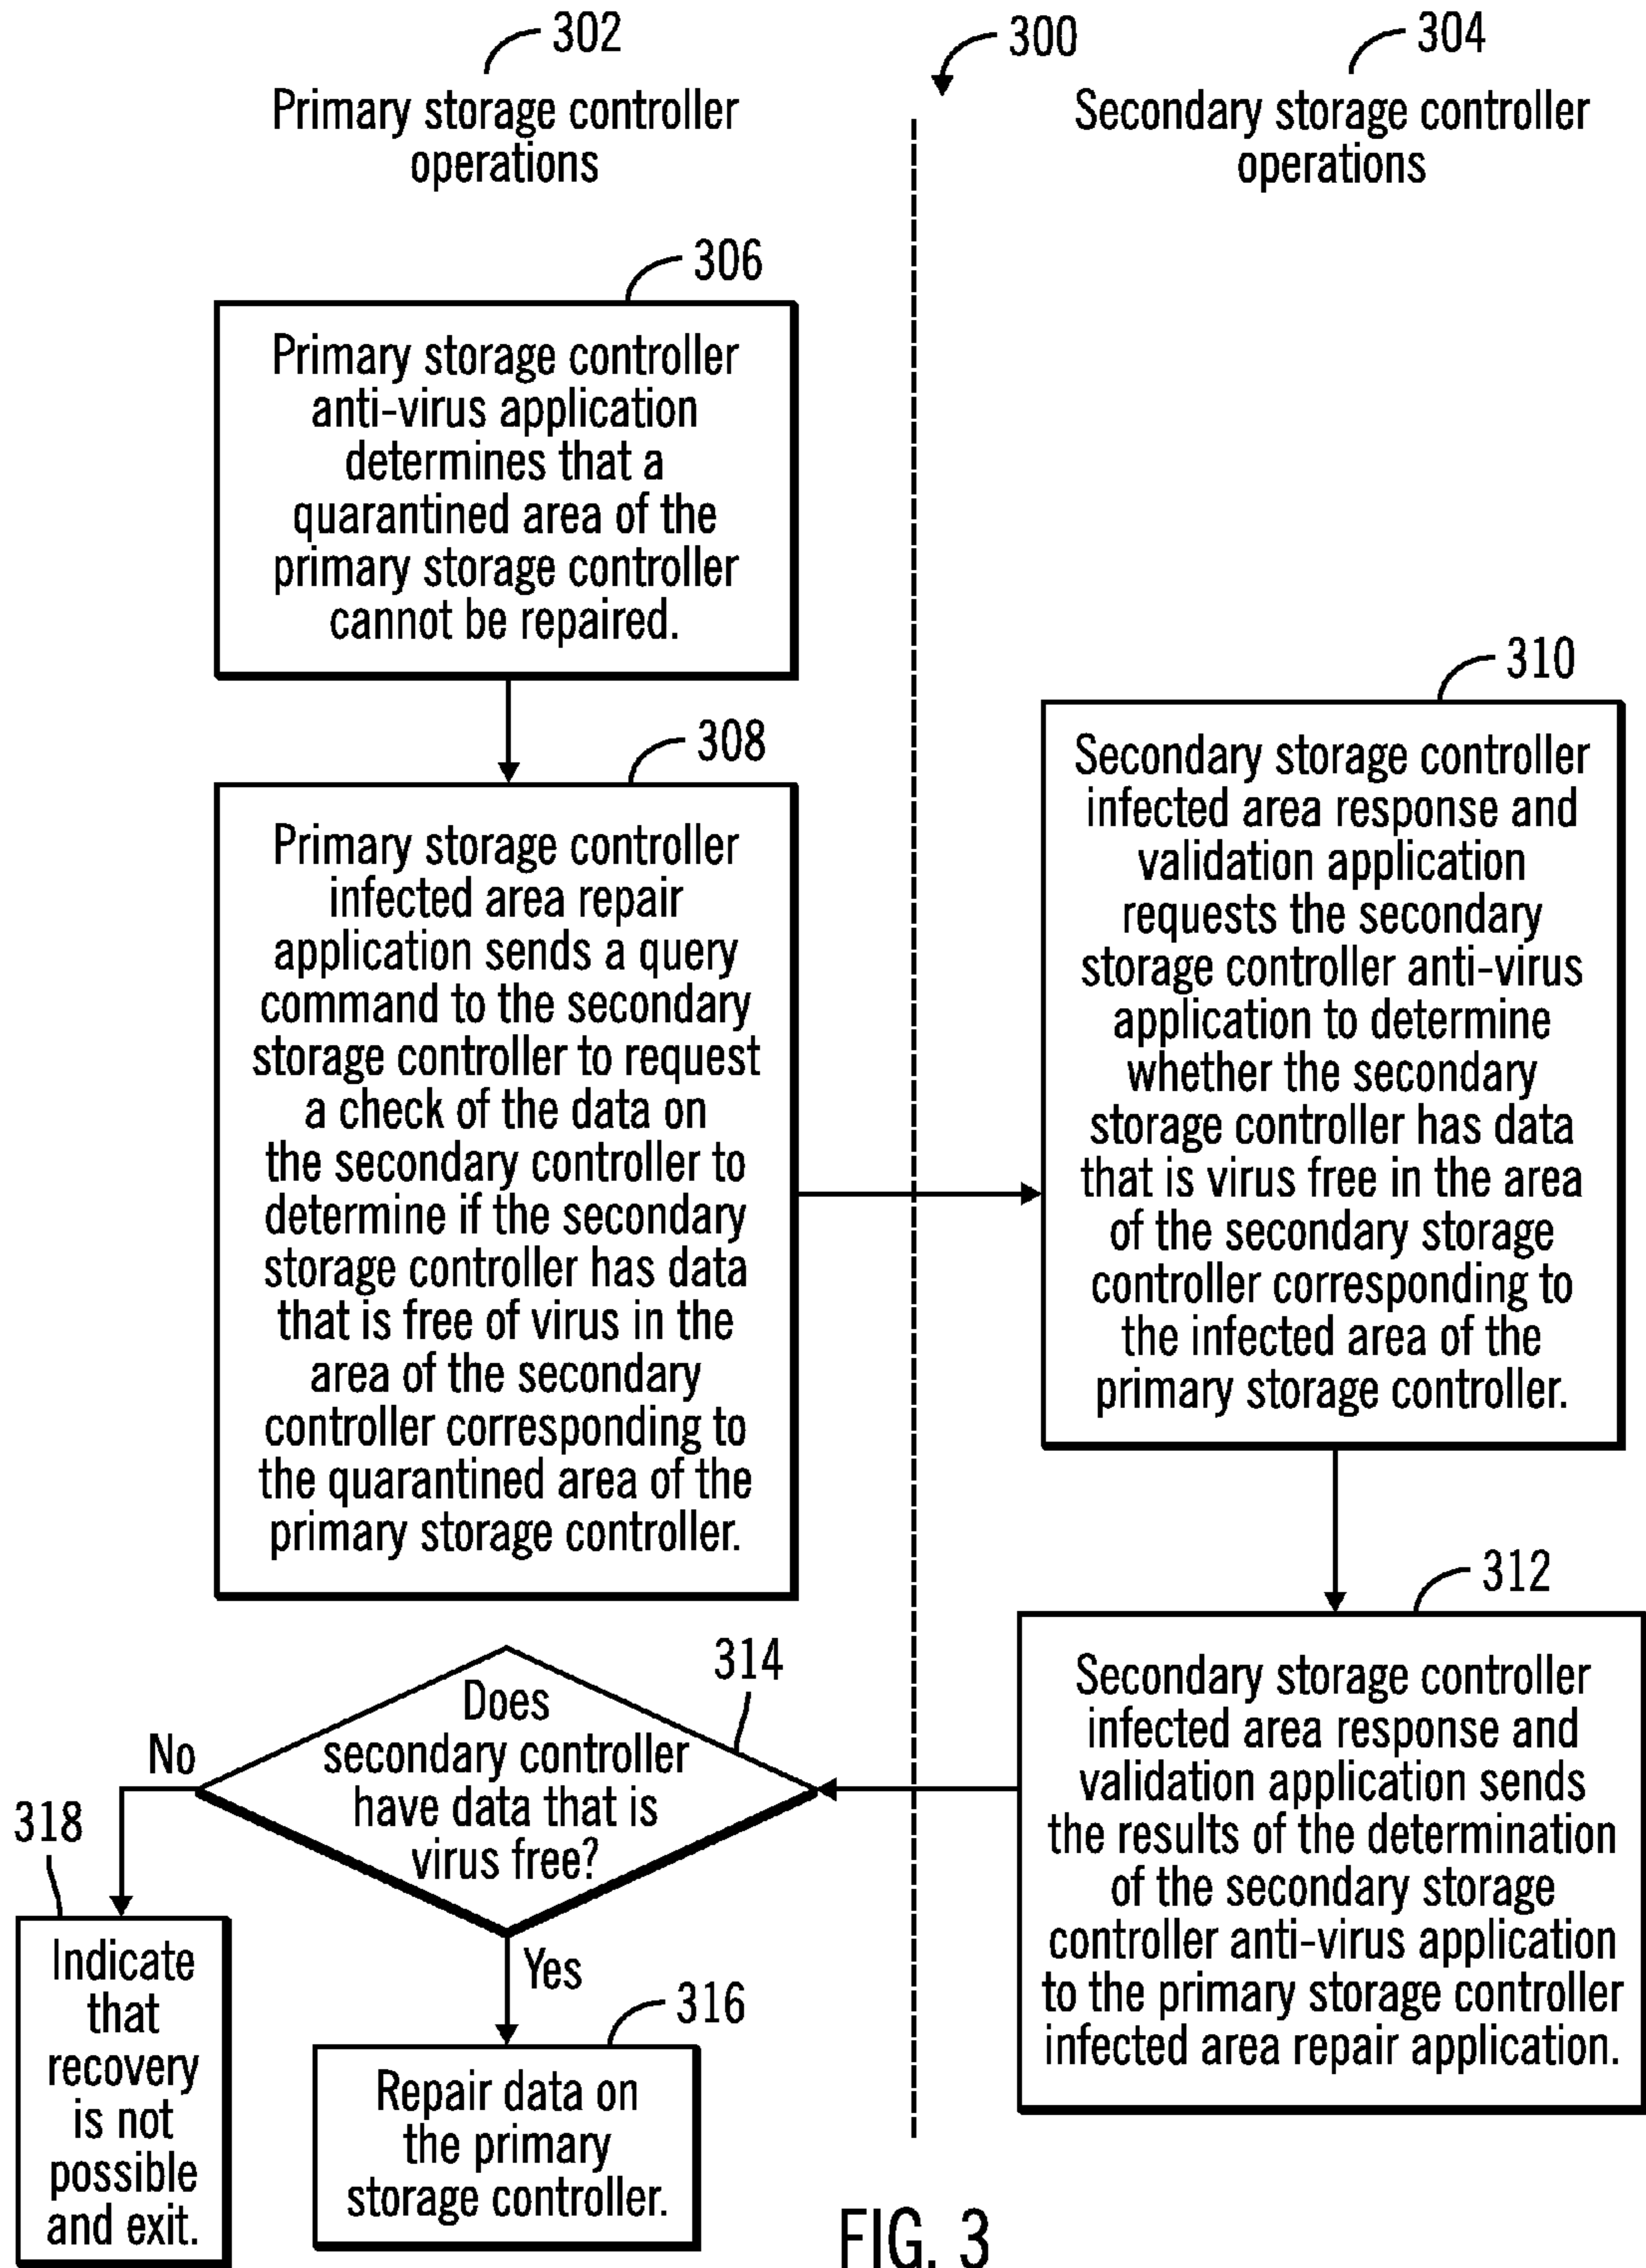 302
Primary storage controller
operations
300
304
Secondary storage controller
operations
306
Primary storage controller
anti-virus application
determines that a
quarantined area of the
primary storage controller
cannot be repaired.
308
Primary storage controller
infected area repair
application sends a query
command to the secondary
storage controller to request
a check of the data on
the secondary controller to
determine if the secondary
storage controller has data
that is free of virus in the
area of the secondary
controller corresponding to
the quarantined area of the
primary storage controller.
310
Secondary storage controller
infected area response and
validation application
requests the secondary
storage controller anti-virus
application to determine
whether the secondary
storage controller has data
that is virus free in the area
of the secondary storage
controller corresponding to
the infected area of the
primary storage controller.
312
Secondary storage controller
infected area response and
validation application sends
the results of the determination
of the secondary storage
controller anti-virus application
to the primary storage controller
infected area repair application.
314
Does
secondary controller
have data that is
virus free?
No
318
Indicate
that
recovery
is not
possible
and exit.
Yes
316
Repair data on
the primary
storage controller.
FIG. 3